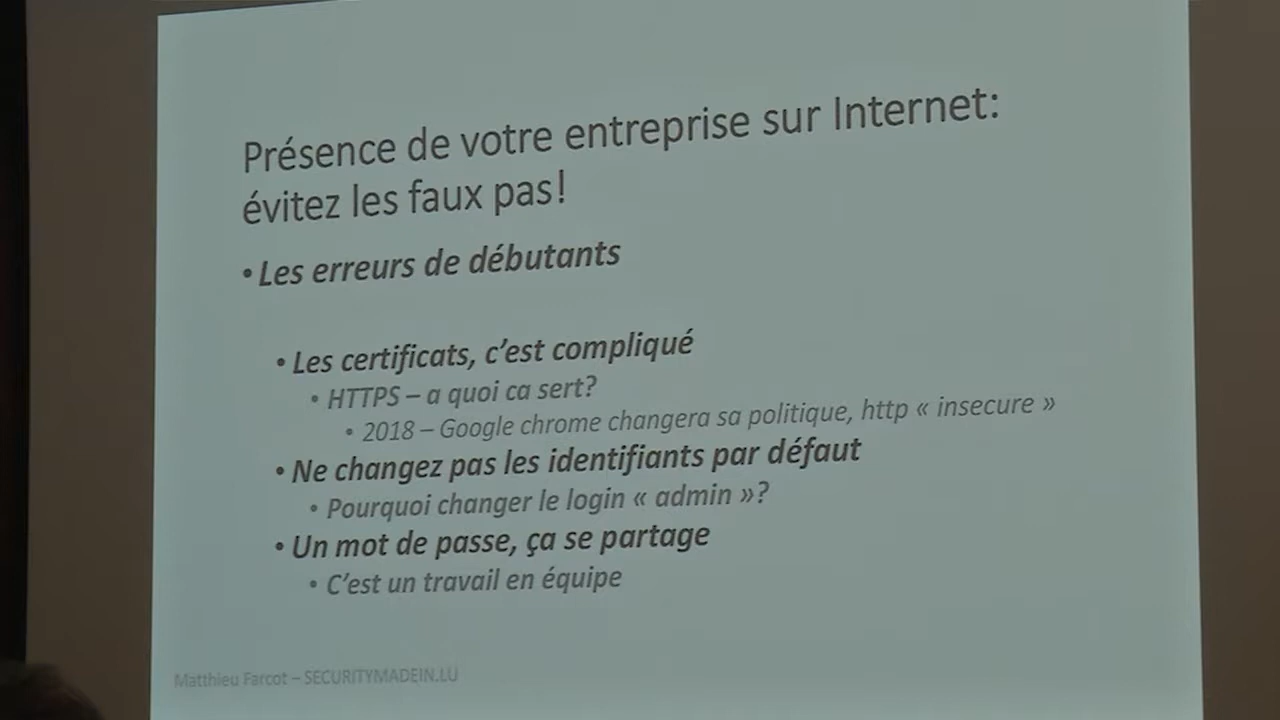 Présence de votre entreprise sur Internet:
évitez les faux pas!
• Les erreurs de débutants
• Les certificats, c'est compliqué
• HTTPS – a quoi ca sert?
• 2018 – Google chrome changera sa politique, http « insecure »
• Ne changez pas les identifiants par défaut
• Pourquoi changer le login « admin »?
• Un mot de passe, ça se partage
• C'est un travail en équipe
Matthieu Farcot – SECURITYMADEIN.LU